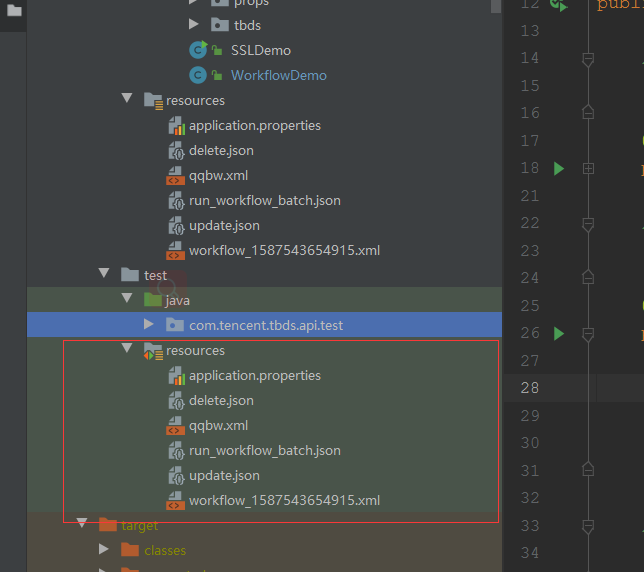 props
tbds
SSLDemo
WorkflowDemo
resources
application.properties
delete.json
qqbw.xml
run_workflow_batch.json
update.json
workflow_1587543654915.xml
test
java
com.tencent.tbds.api.test
resources
application.properties
delete.json
qqbw.xml
run_workflow_batch.json
update.json
workflow_1587543654915.xml
target
classes
12 publi
13
14
15
16
17
18
21
22
23
24
25
26
27
28
29
30
31
32
33
34